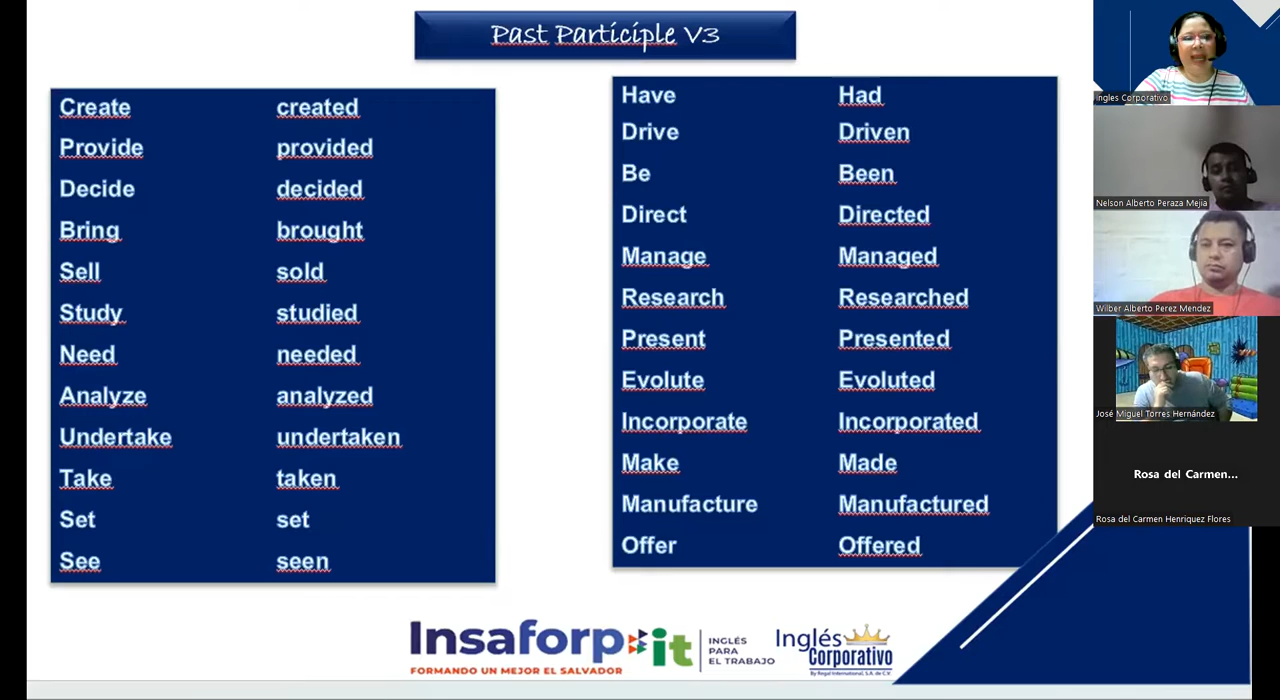 Past Participle V3
Create created
Provide provided
Decide decided
Bring brought
Sell sold
Study studied
Need needed
Analyze analyzed
Undertake undertaken
Take taken
Set set
See seen
Have Had
Drive Driven
Be Been
Direct Directed
Manage Managed
Research Researched
Present Presented
Evolute Evoluted
Incorporate Incorporated
Make Made
Manufacture Manufactured
Offer Offered
Insaforp
FORMANDO UN MEJOR EL SALVADOR
it
INGLÉS
PARA
EL TRABAJO
Inglés
Corporativo
By Regal International, S.A. de C.V.
Ingles Corporativo
Nelson Alberto Peraza Mejia
Wilber Alberto Perez Mendez
José Miguel Torres Hernández
Rosa del Carmen...
Rosa del Carmen Henriquez Flores